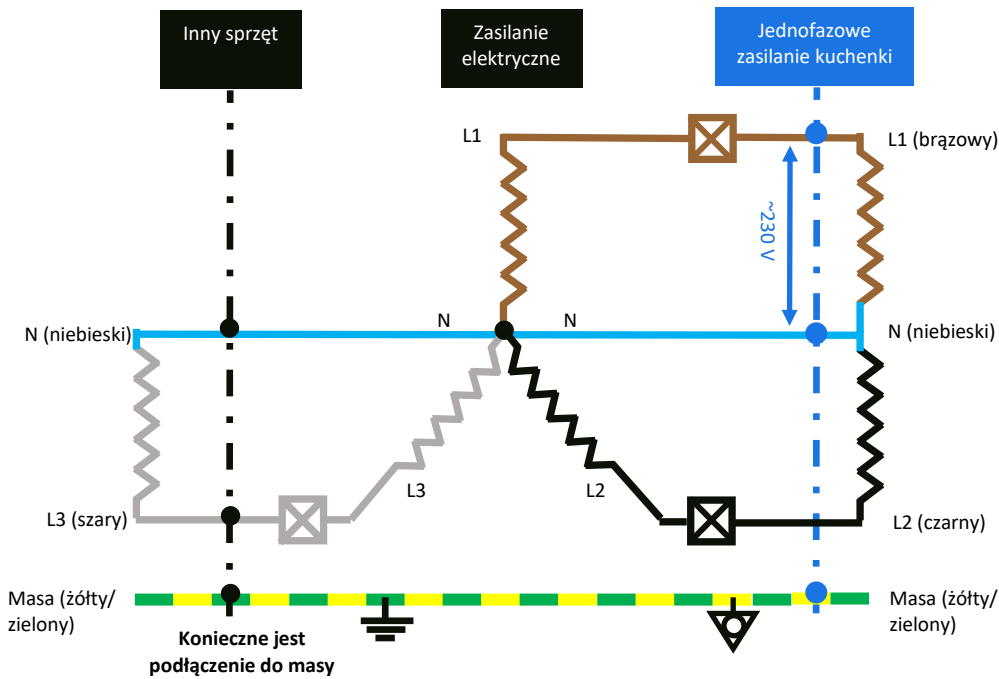 Inny sprzęt
Zasilanie
elektryczne
Jednofazowe
zasilanie kuchenki
L1
L1 (brązowy)
~230 V
N (niebieski)
N
N
N (niebieski)
L3
L2
L3 (szary)
L2 (czarny)
Masa (żółty/
zielony)
Masa (żółty/
zielony)
Konieczne jest
podłączenie do masy